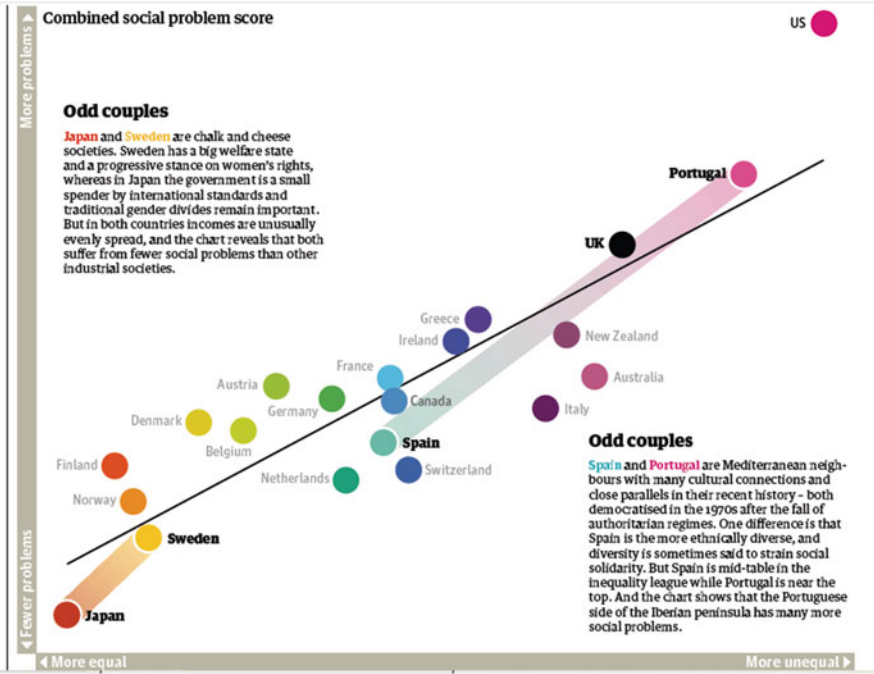 Combined social problem score
More problems
US
Odd couples
Japan and Sweden are chalk and cheese
societies. Sweden has a big welfare state
and a progressive stance on women's rights,
whereas in Japan the government is a small
spender by international standards and
traditional gender divides remain important.
But in both countries incomes are unusually
evenly spread, and the chart reveals that both
suffer from fewer social problems than other
industrial societies.
Portugal
UK
Greece
Ireland
New Zealand
France
Australia
Austria
Canada
Germany
Italy
Denmark
Belgium
Spain
Finland
Netherlands
Switzerland
Norway
Sweden
Japan
Odd couples
Spain and Portugal are Mediterranean neigh-
bours with many cultural connections and
close parallels in their recent history – both
democratised in the 1970s after the fall of
authoritarian regimes. One difference is that
Spain is the more ethnically diverse, and
diversity is sometimes said to strain social
solidarity. But Spain is mid-table in the
inequality league while Portugal is near the
top. And the chart shows that the Portuguese
side of the Iberian peninsula has many more
social problems.
Fewer problems
More equal
More unequal